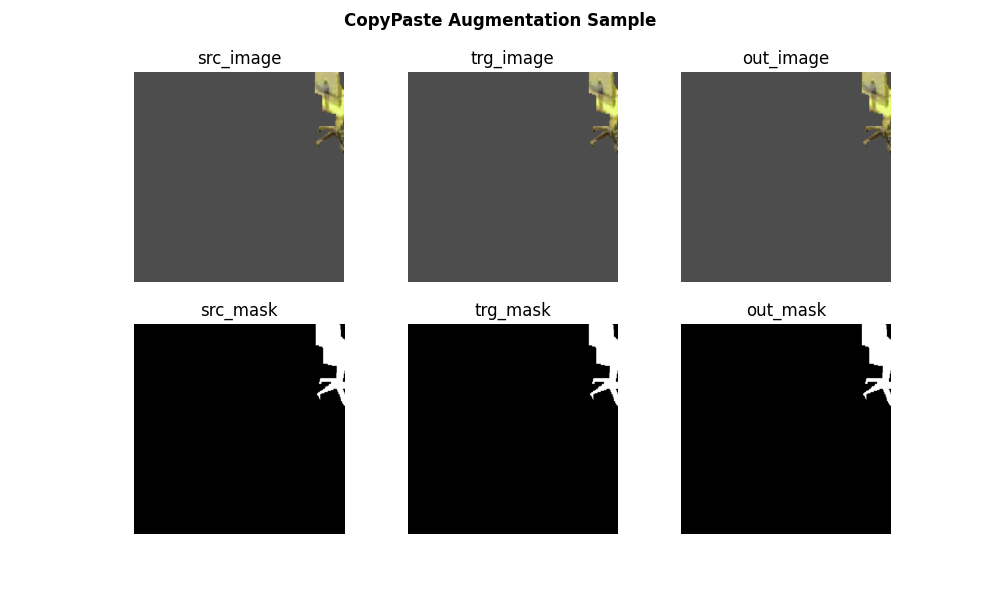 CopyPaste Augmentation Sample
src_image
trg_image
out_image
src_mask
trg_mask
out_mask